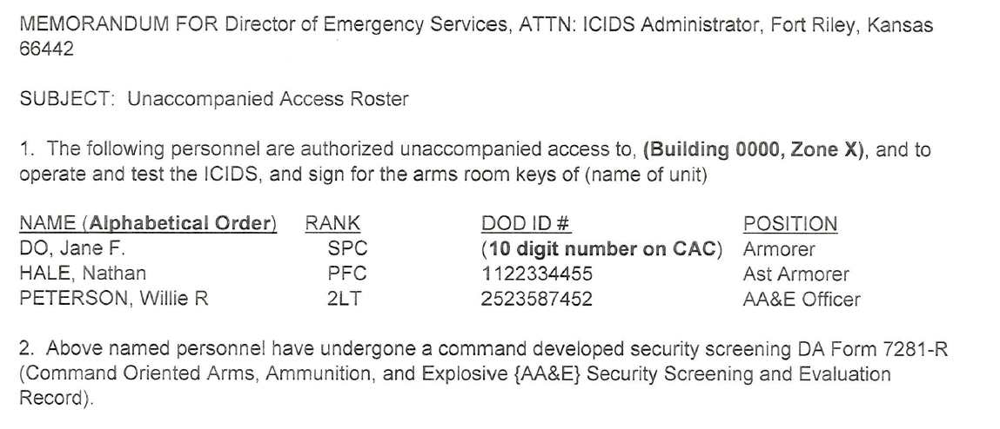 MEMORANDUM FOR Director of Emergency Services, ATTN: ICIDS Administrator, Fort Riley, Kansas
66442
SUBJECT: Unaccompanied Access Roster
1. The following personnel are authorized unaccompanied access to, (Building 0000, Zone X), and to
operate and test the ICIDS, and sign for the arms room keys of (name of unit)
NAME (Alphabetical Order) RANK DOD ID # POSITION
DO, Jane F. SPC (10 digit number on CAC) Armorer
HALE, Nathan PFC 1122334455 Ast Armorer
PETERSON, Willie R 2LT 2523587452 AA&E Officer
2. Above named personnel have undergone a command developed security screening DA Form 7281-R
(Command Oriented Arms, Ammunition, and Explosive {AA&E} Security Screening and Evaluation
Record).